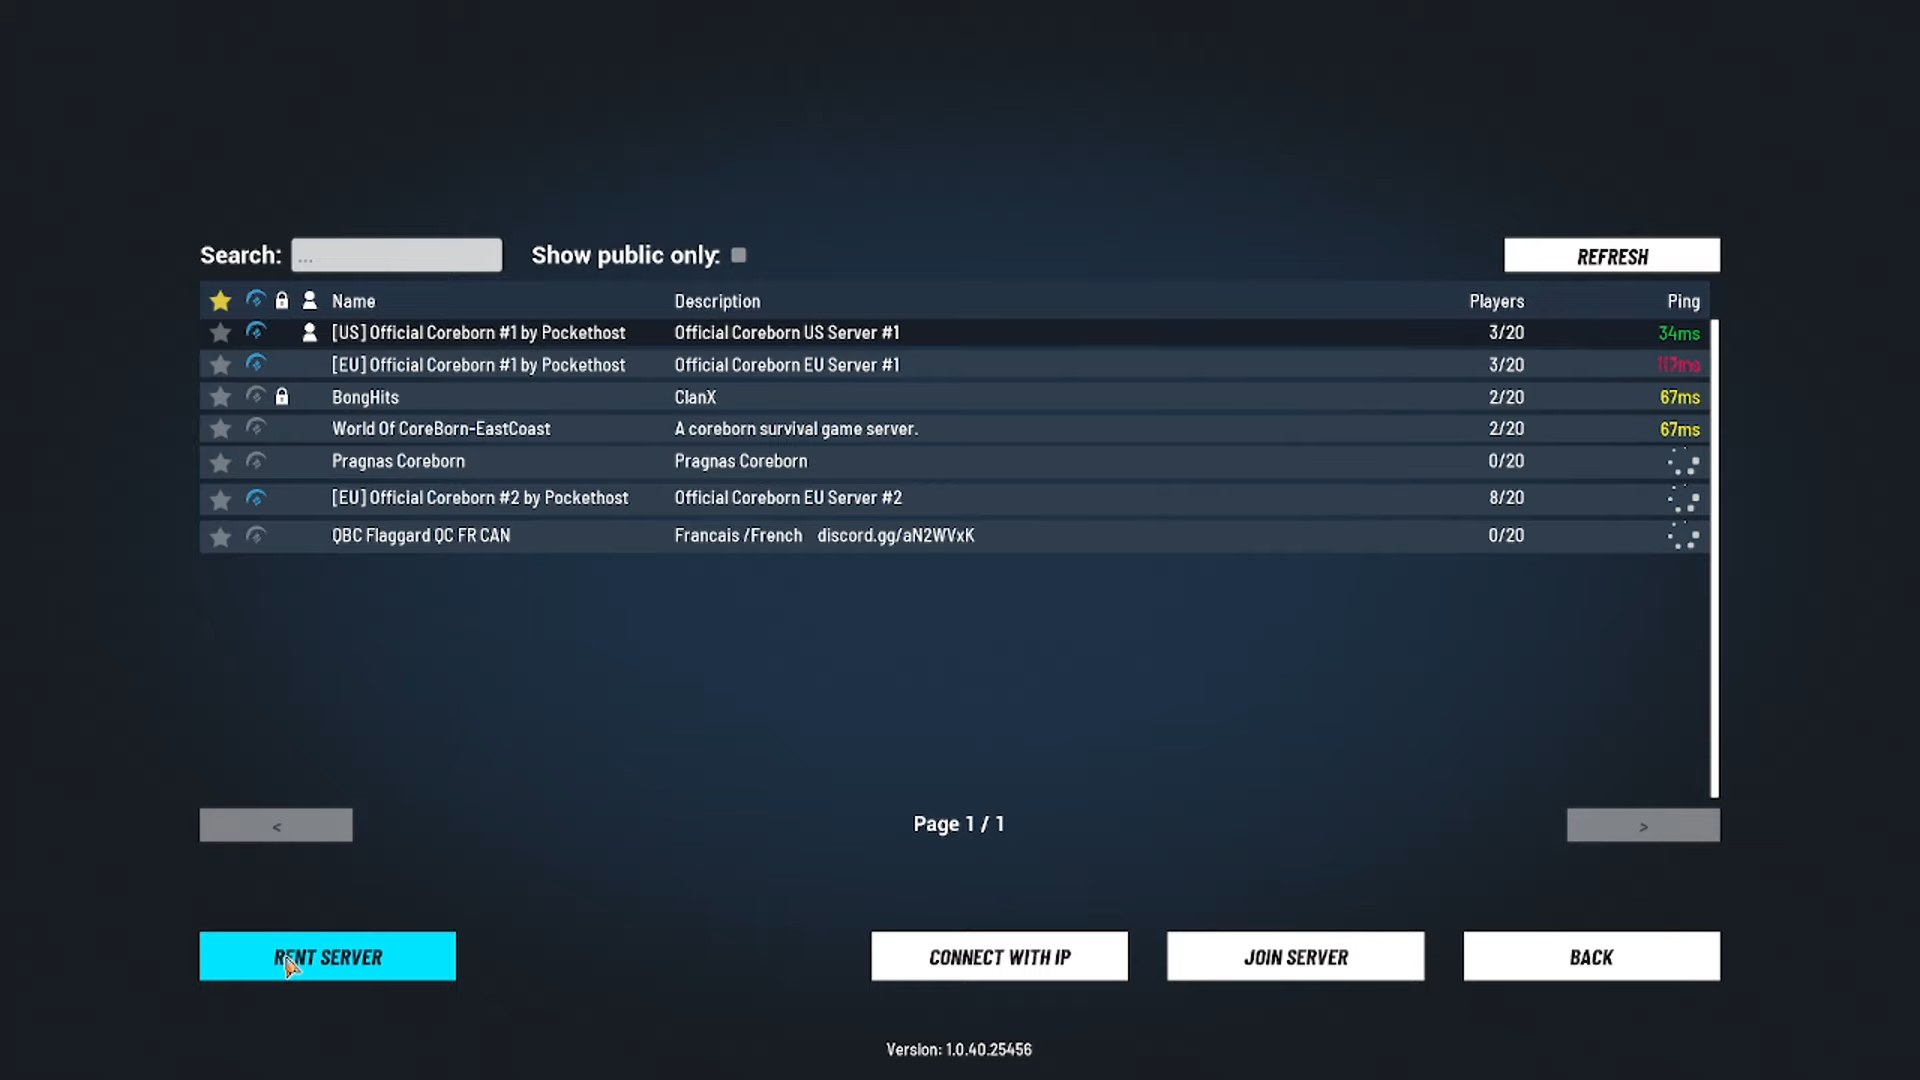 Search: ... Show public only: REFRESH
Name Description Players Ping
[US] Official Coreborn #1 by Pockethost Official Coreborn US Server #1 3/20 34ms
[EU] Official Coreborn #1 by Pockethost Official Coreborn EU Server #1 3/20
BongHits ClanX 2/20 67ms
World Of CoreBorn-EastCoast A coreborn survival game server. 2/20 67ms
Pragnas Coreborn Pragnas Coreborn 0/20
[EU] Official Coreborn #2 by Pockethost Official Coreborn EU Server #2 8/20
QBC Flaggard QC FR CAN Francais /French discord.gg/aN2WVxK 0/20
< Page 1 / 1 >
RENT SERVER CONNECT WITH IP JOIN SERVER BACK
Version: 1.0.40.25456